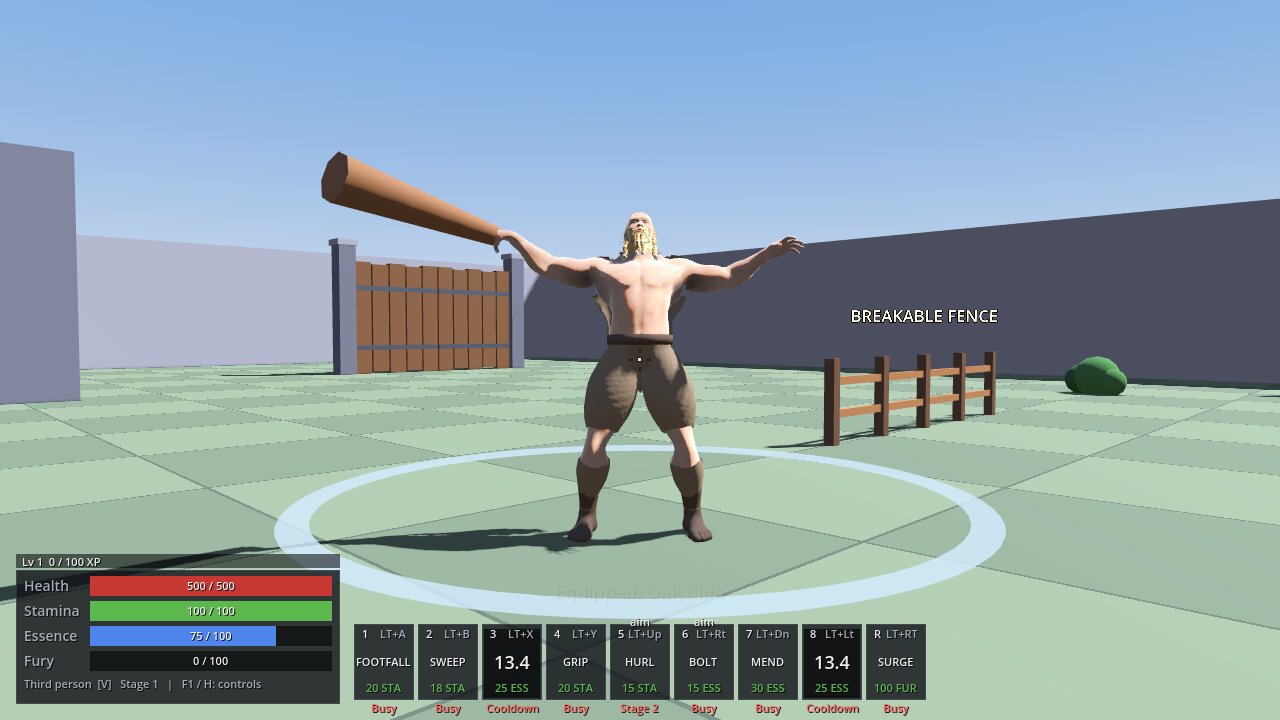 BREAKABLE FENCE
Equipped: Oak Club
Lv 1 0 / 100 XP
Health 500 / 500
Stamina 100 / 100
Essence 75 / 100
Fury 0 / 100
Third person [V] Stage 1 | F1 / H: controls
aim aim
1 LT+A 2 LT+B 3 LT+X 4 LT+Y 5 LT+Up 6 LT+Rt 7 LT+Dn 8 LT+Lt R LT+RT
FOOTFALL SWEEP 13.4 GRIP HURL BOLT MEND 13.4 SURGE
20 STA 18 STA 25 ESS 20 STA 15 STA 15 ESS 30 ESS 25 ESS 100 FUR
Busy Busy Cooldown Busy Stage 2 Busy Busy Cooldown Busy